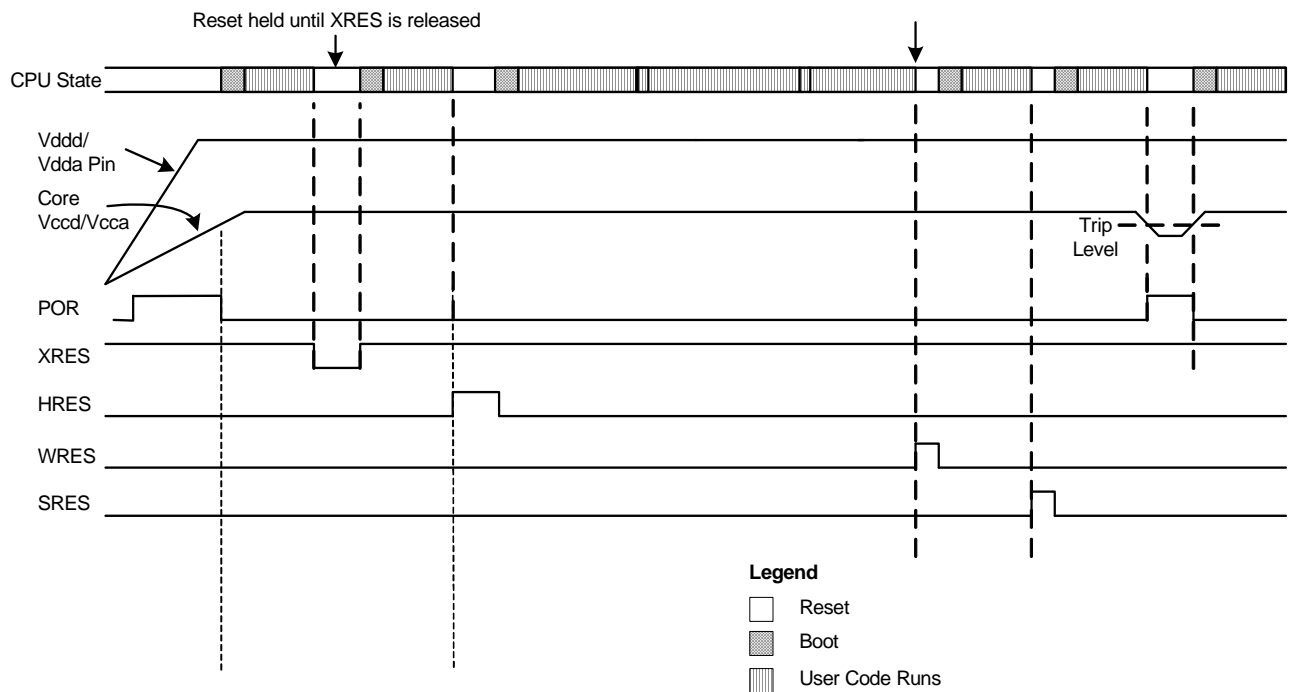 Reset held until XRES is released
CPU State
Vddd/
Vdda Pin
Core
Vccd/Vcca
Trip
Level
POR
XRES
HRES
WRES
SRES
Legend
Reset
Boot
User Code Runs